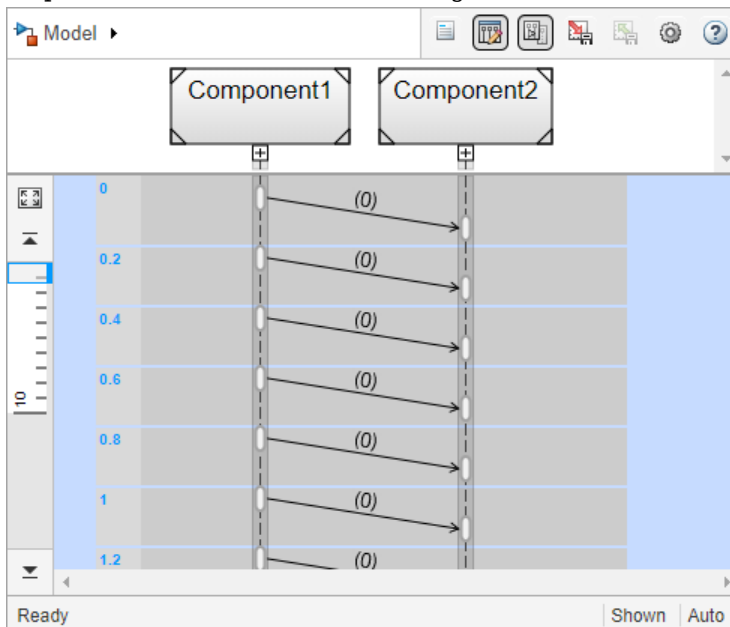 Model
Component1 Component2
0 (0)
0.2 (0)
0.4 (0)
0.6 (0)
10
0.8 (0)
1 (0)
1.2 (0)
Ready Shown Auto